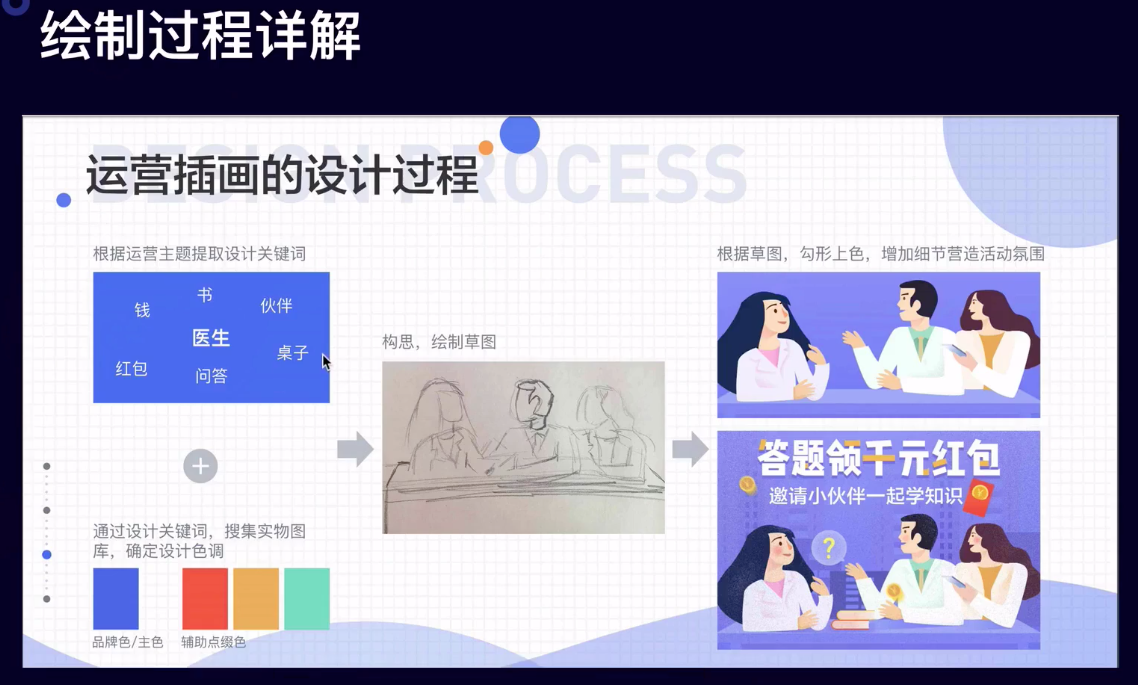 绘制过程详解
DESIGN PROCESS
运营插画的设计过程
根据运营主题提取设计关键词
书
钱
伙伴
医生
桌子
红包
问答
通过设计关键词，搜集实物图
库，确定设计色调
品牌色/主色
辅助点缀色
构思，绘制草图
根据草图，勾形上色，增加细节营造活动氛围
答题领千元红包
邀请小伙伴一起学知识
?